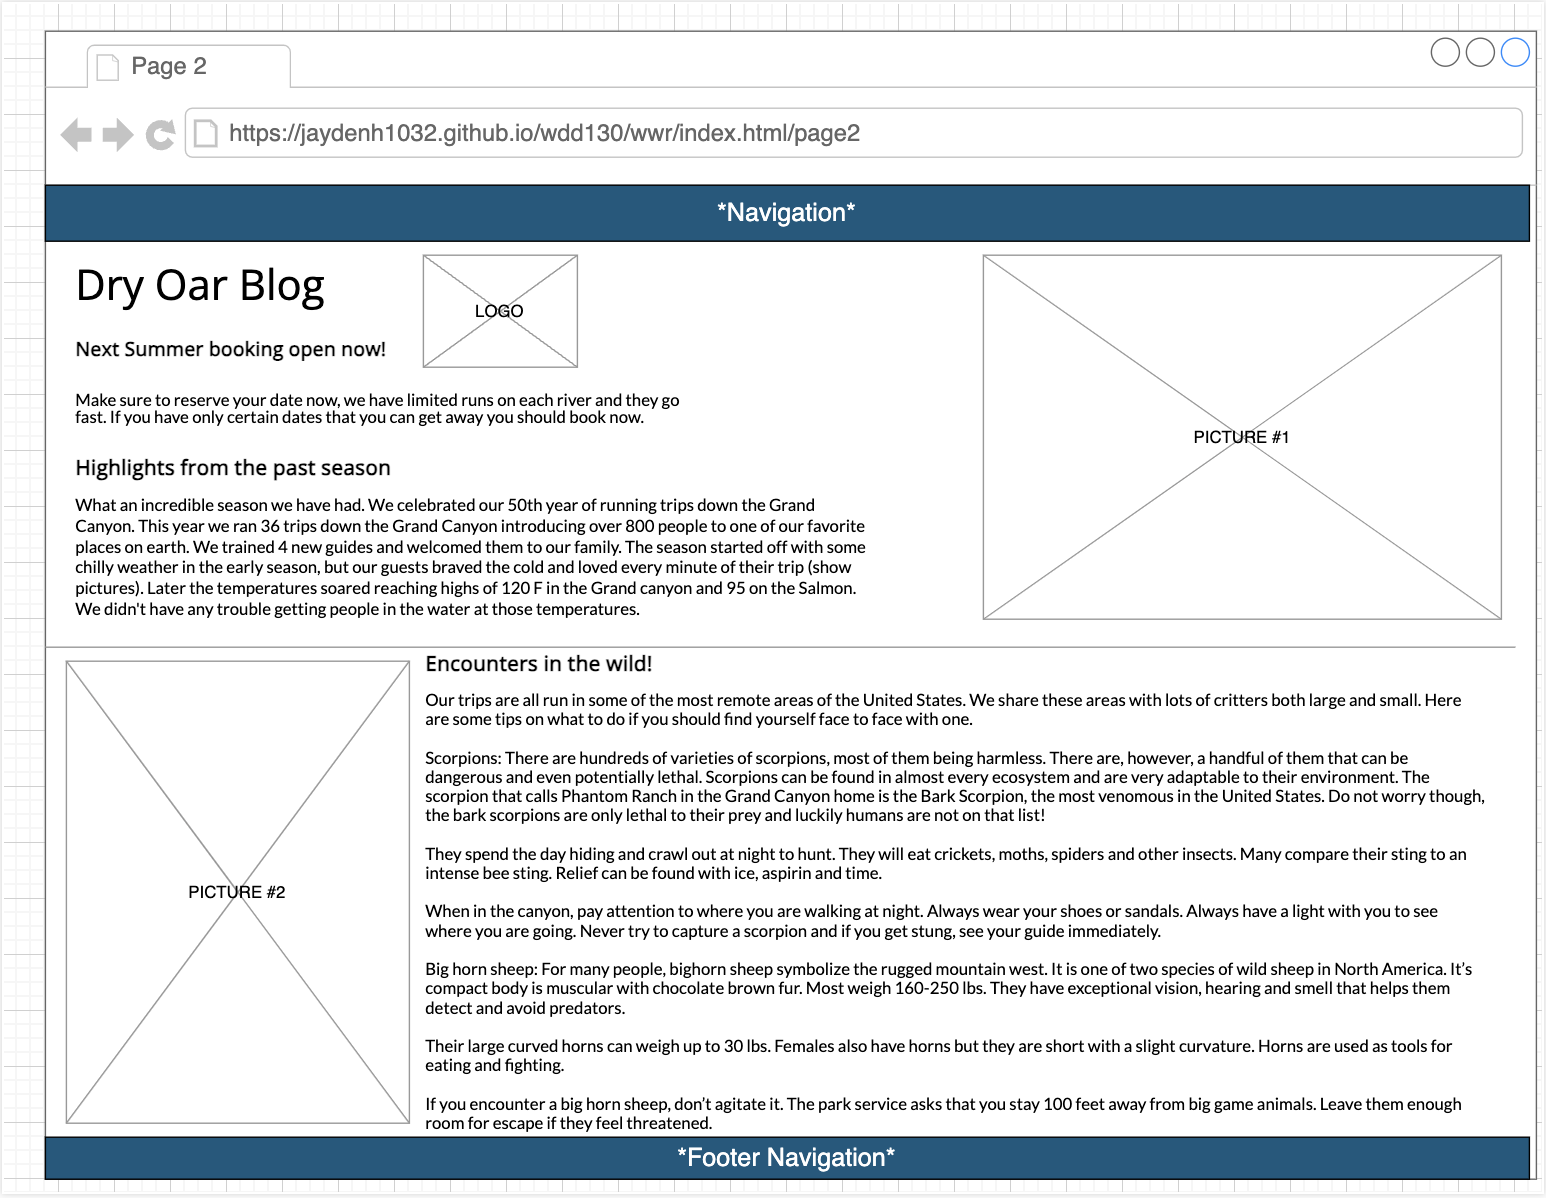 Page 2
https://jaydenh1032.github.io/wdd130/wwr/index.html/page2
*Navigation*
Dry Oar Blog
LOGO
Next Summer booking open now!
Make sure to reserve your date now, we have limited runs on each river and they go
fast. If you have only certain dates that you can get away you should book now.
Highlights from the past season
What an incredible season we have had. We celebrated our 50th year of running trips down the Grand
Canyon. This year we ran 36 trips down the Grand Canyon introducing over 800 people to one of our favorite
places on earth. We trained 4 new guides and welcomed them to our family. The season started off with some
chilly weather in the early season, but our guests braved the cold and loved every minute of their trip (show
pictures). Later the temperatures soared reaching highs of 120 F in the Grand canyon and 95 on the Salmon.
We didn't have any trouble getting people in the water at those temperatures.
PICTURE #1
PICTURE #2
Encounters in the wild!
Our trips are all run in some of the most remote areas of the United States. We share these areas with lots of critters both large and small. Here
are some tips on what to do if you should find yourself face to face with one.
Scorpions: There are hundreds of varieties of scorpions, most of them being harmless. There are, however, a handful of them that can be
dangerous and even potentially lethal. Scorpions can be found in almost every ecosystem and are very adaptable to their environment. The
scorpion that calls Phantom Ranch in the Grand Canyon home is the Bark Scorpion, the most venomous in the United States. Do not worry though,
the bark scorpions are only lethal to their prey and luckily humans are not on that list!
They spend the day hiding and crawl out at night to hunt. They will eat crickets, moths, spiders and other insects. Many compare their sting to an
intense bee sting. Relief can be found with ice, aspirin and time.
When in the canyon, pay attention to where you are walking at night. Always wear your shoes or sandals. Always have a light with you to see
where you are going. Never try to capture a scorpion and if you get stung, see your guide immediately.
Big horn sheep: For many people, bighorn sheep symbolize the rugged mountain west. It is one of two species of wild sheep in North America. It’s
compact body is muscular with chocolate brown fur. Most weigh 160-250 lbs. They have exceptional vision, hearing and smell that helps them
detect and avoid predators.
Their large curved horns can weigh up to 30 lbs. Females also have horns but they are short with a slight curvature. Horns are used as tools for
eating and fighting.
If you encounter a big horn sheep, don’t agitate it. The park service asks that you stay 100 feet away from big game animals. Leave them enough
room for escape if they feel threatened.
*Footer Navigation*